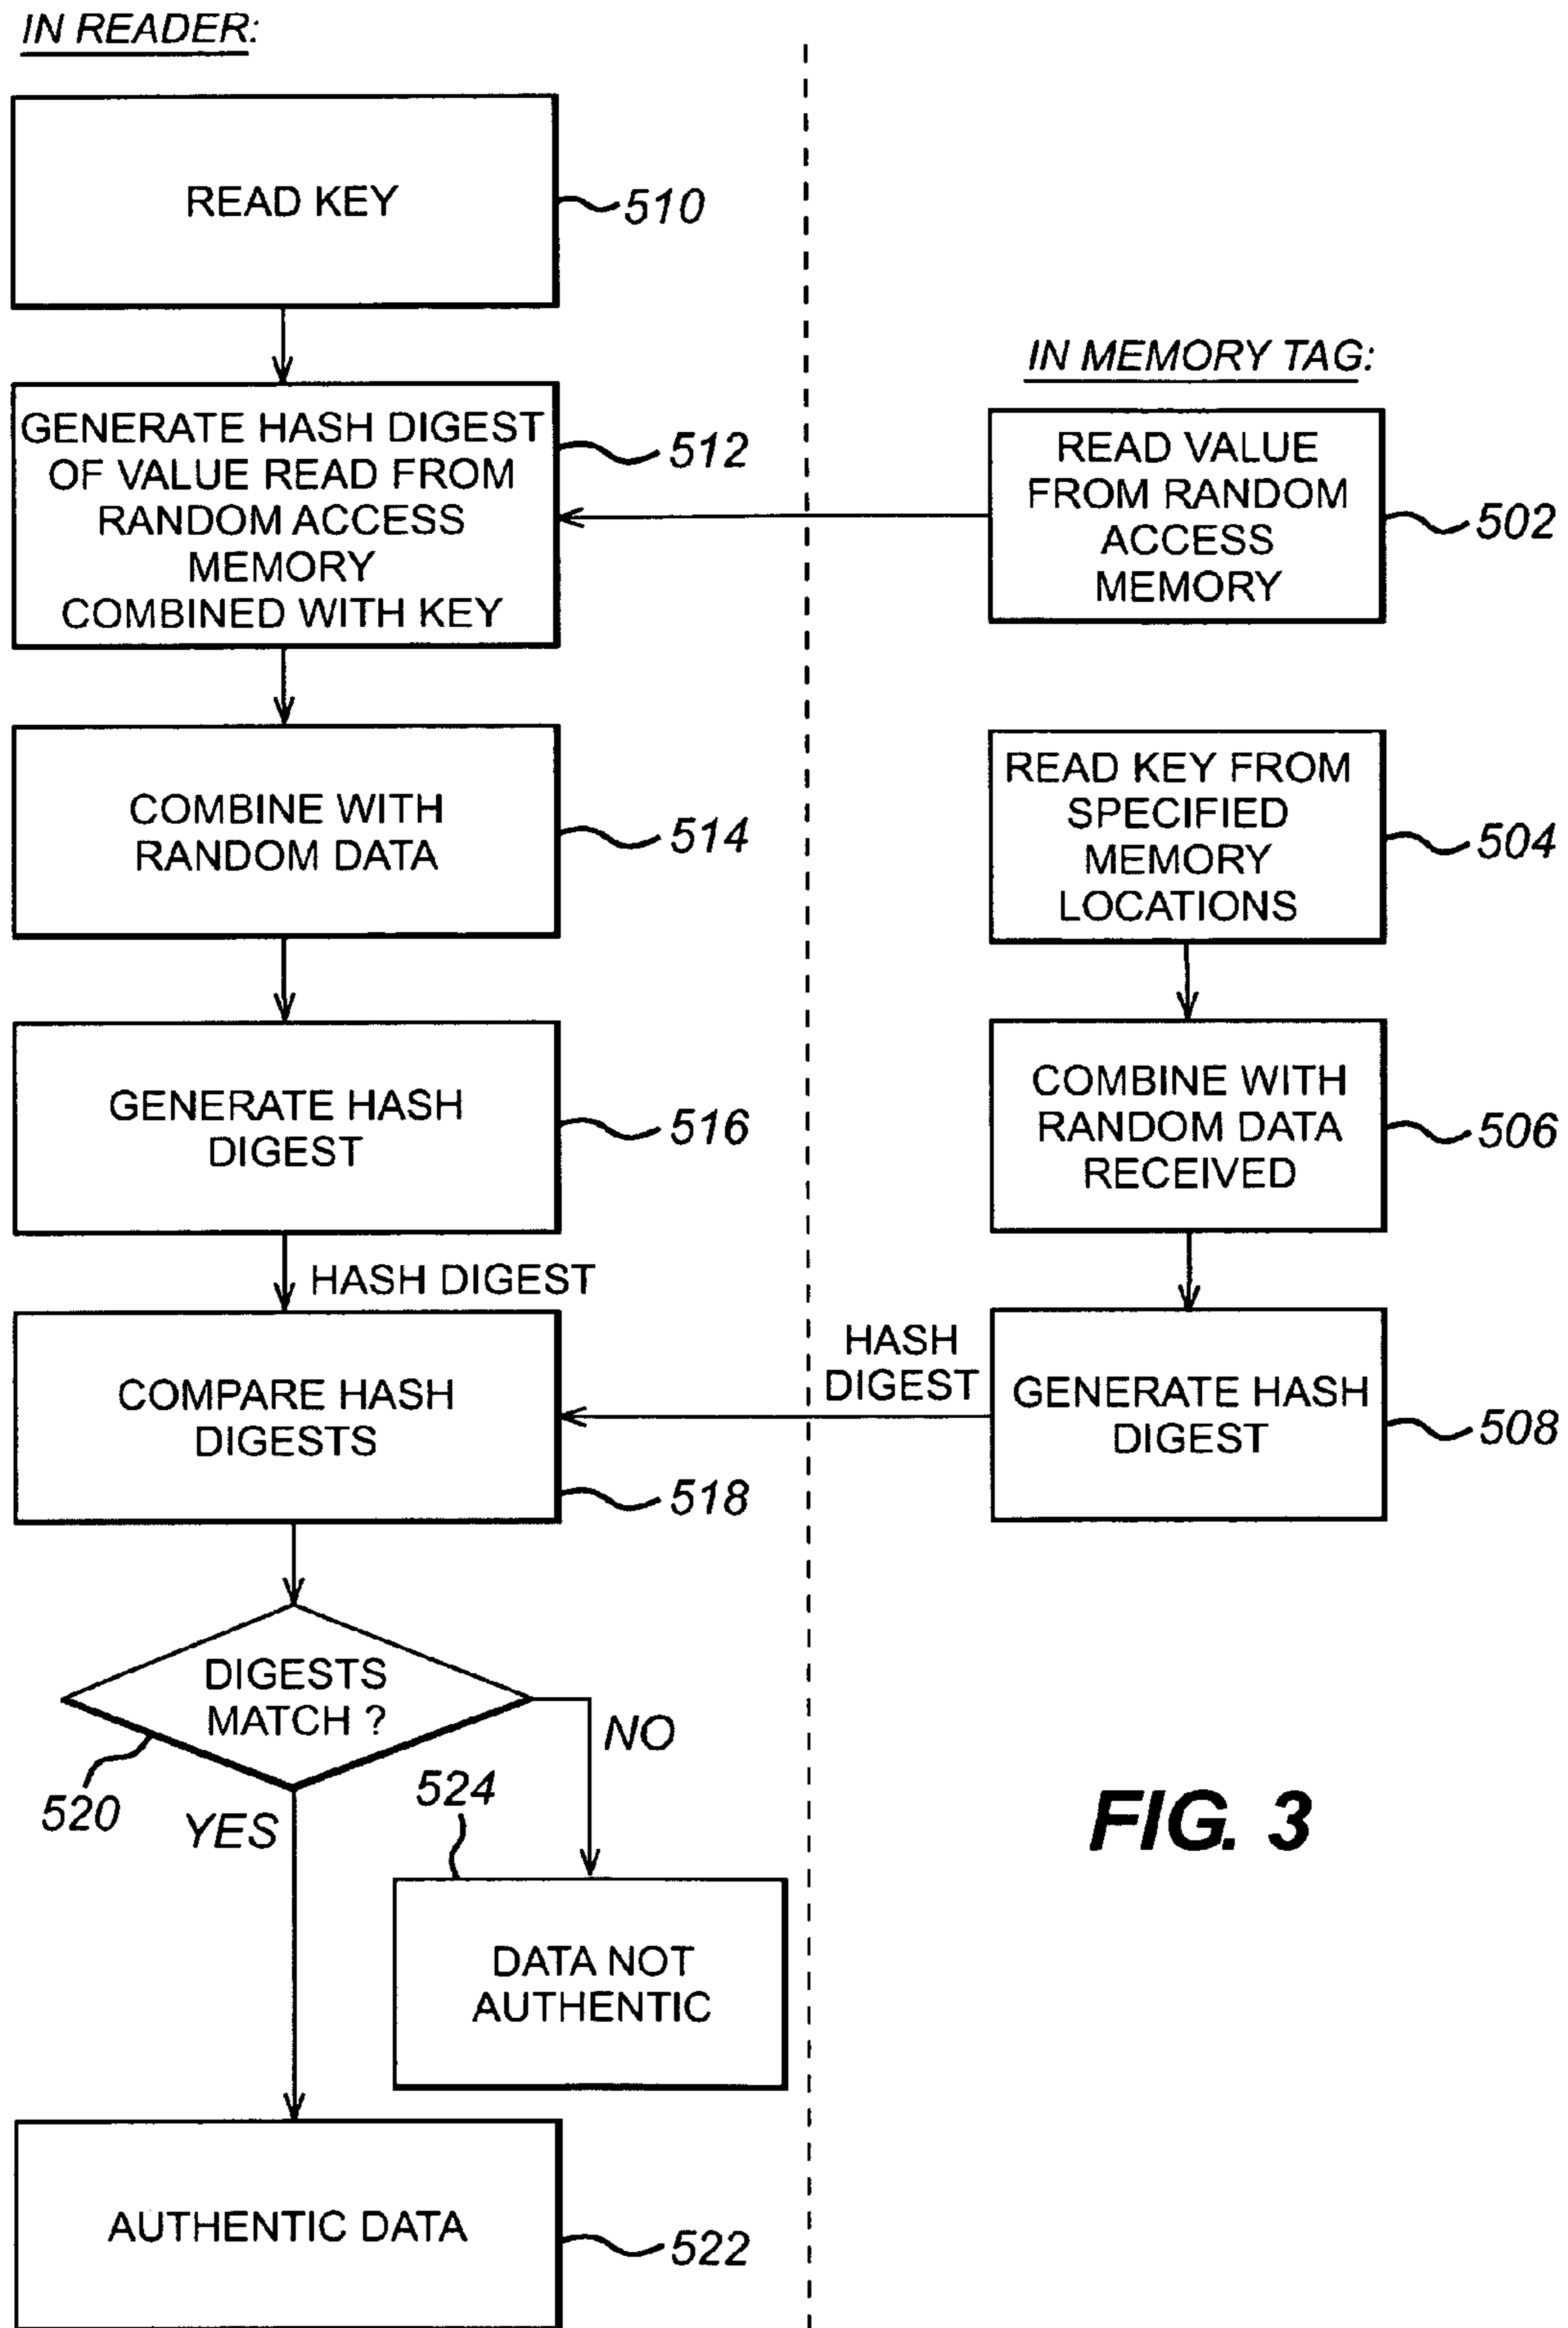 IN READER:
READ KEY
510
GENERATE HASH DIGEST
OF VALUE READ FROM
RANDOM ACCESS
MEMORY
COMBINED WITH KEY
512
COMBINE WITH
RANDOM DATA
514
GENERATE HASH
DIGEST
516
HASH DIGEST
COMPARE HASH
DIGESTS
518
DIGESTS
MATCH ?
520
YES
NO
524
DATA NOT
AUTHENTIC
AUTHENTIC DATA
522
IN MEMORY TAG:
READ VALUE
FROM RANDOM
ACCESS
MEMORY
502
READ KEY FROM
SPECIFIED
MEMORY
LOCATIONS
504
COMBINE WITH
RANDOM DATA
RECEIVED
506
HASH
DIGEST
GENERATE HASH
DIGEST
508
FIG. 3